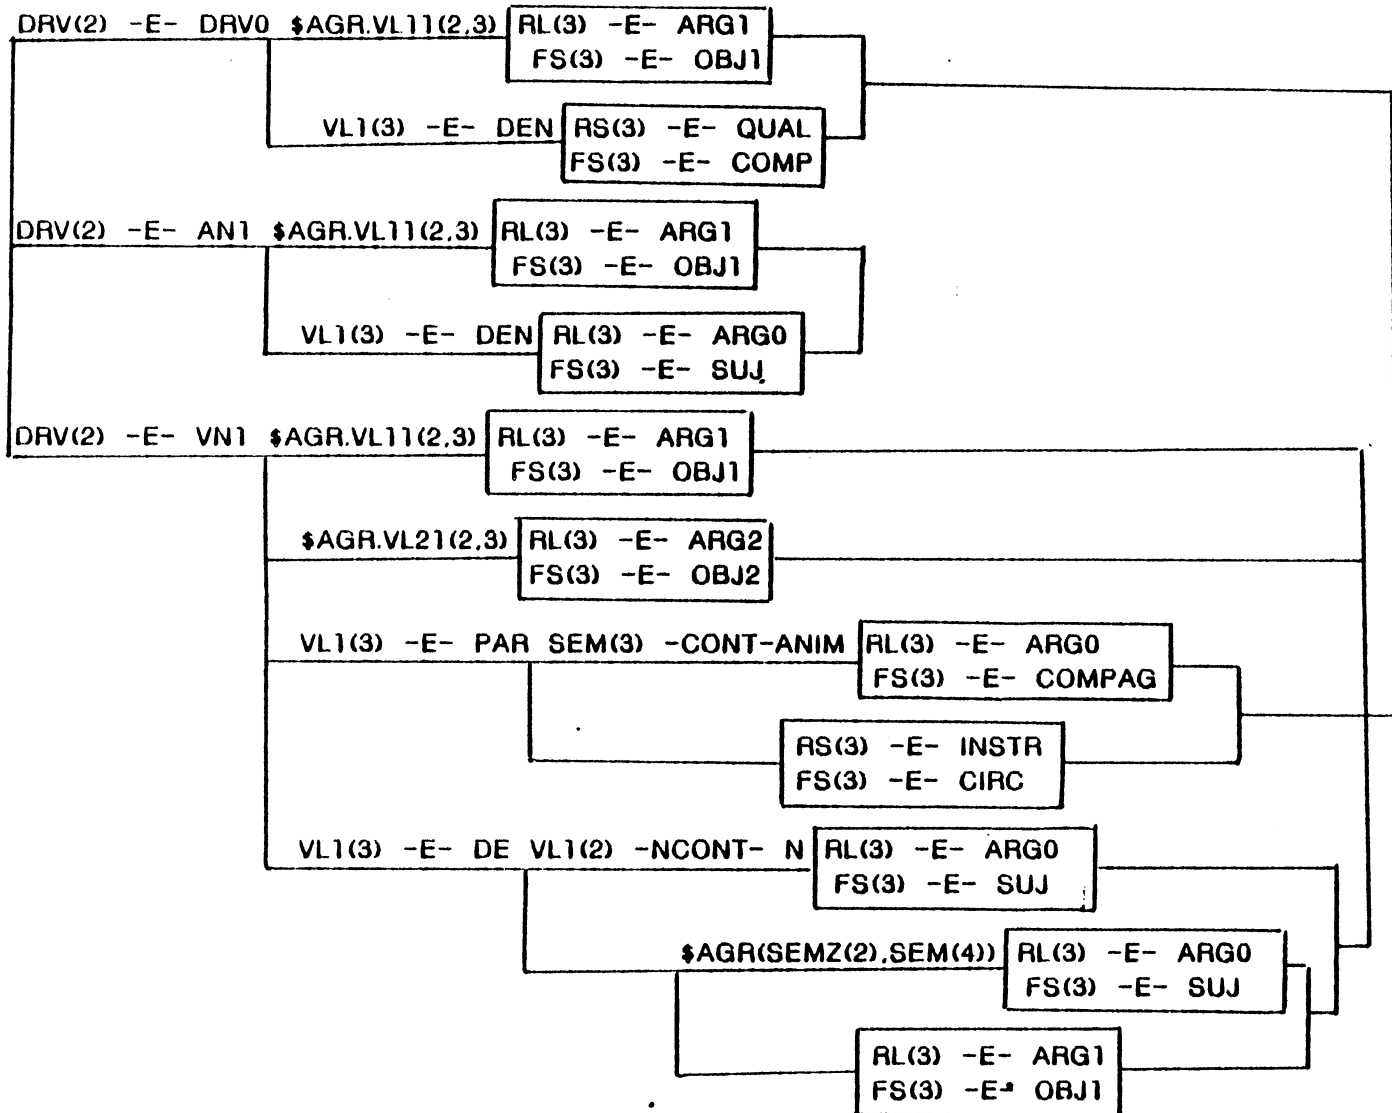 DRV(2) -E- DRV0 $AGR.VL11(2,3) RL(3) -E- ARG1
FS(3) -E- OBJ1
VL1(3) -E- DEN RS(3) -E- QUAL
FS(3) -E- COMP
DRV(2) -E- AN1 $AGR.VL11(2,3) RL(3) -E- ARG1
FS(3) -E- OBJ1
VL1(3) -E- DEN RL(3) -E- ARG0
FS(3) -E- SUJ
DRV(2) -E- VN1 $AGR.VL11(2,3) RL(3) -E- ARG1
FS(3) -E- OBJ1
$AGR.VL21(2,3) RL(3) -E- ARG2
FS(3) -E- OBJ2
VL1(3) -E- PAR SEM(3) -CONT-ANIM RL(3) -E- ARG0
FS(3) -E- COMPAG
RS(3) -E- INSTR
FS(3) -E- CIRC
VL1(3) -E- DE VL1(2) -NCONT- N RL(3) -E- ARG0
FS(3) -E- SUJ
$AGR(SEMZ(2),SEM(4)) RL(3) -E- ARG0
FS(3) -E- SUJ
RL(3) -E- ARG1
FS(3) -E- OBJ1